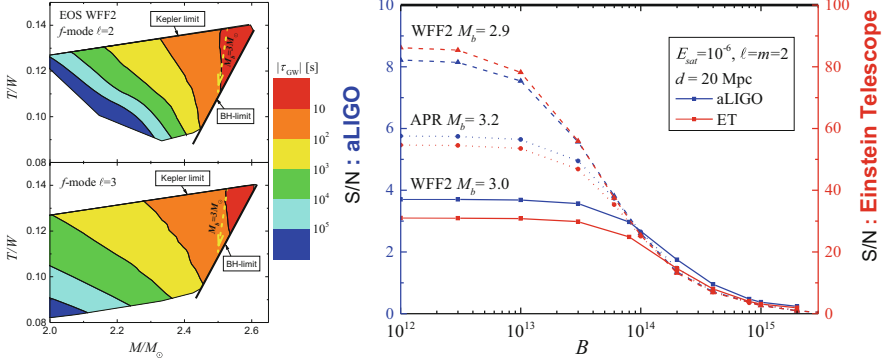 EOS WFF2
f-mode ℓ=2
Kepler limit
M_b=3M_⊙
BH-limit
T/W
0.14
0.12
0.10
0.08
f-mode ℓ=3
Kepler limit
M_b=3M_⊙
BH-limit
T/W
0.14
0.12
0.10
0.08
2.0 2.2 2.4 2.6
M/M_⊙
|τ_GW| [s]
10
10²
10³
10⁴
10⁵
S/N : aLIGO
10
8
6
4
2
0
WFF2 M_b= 2.9
APR M_b= 3.2
WFF2 M_b= 3.0
E_sat=10⁻⁶, ℓ=m=2
d = 20 Mpc
aLIGO
ET
10¹² 10¹³ 10¹⁴ 10¹⁵
B
100
80
60
40
20
0
S/N : Einstein Telescope